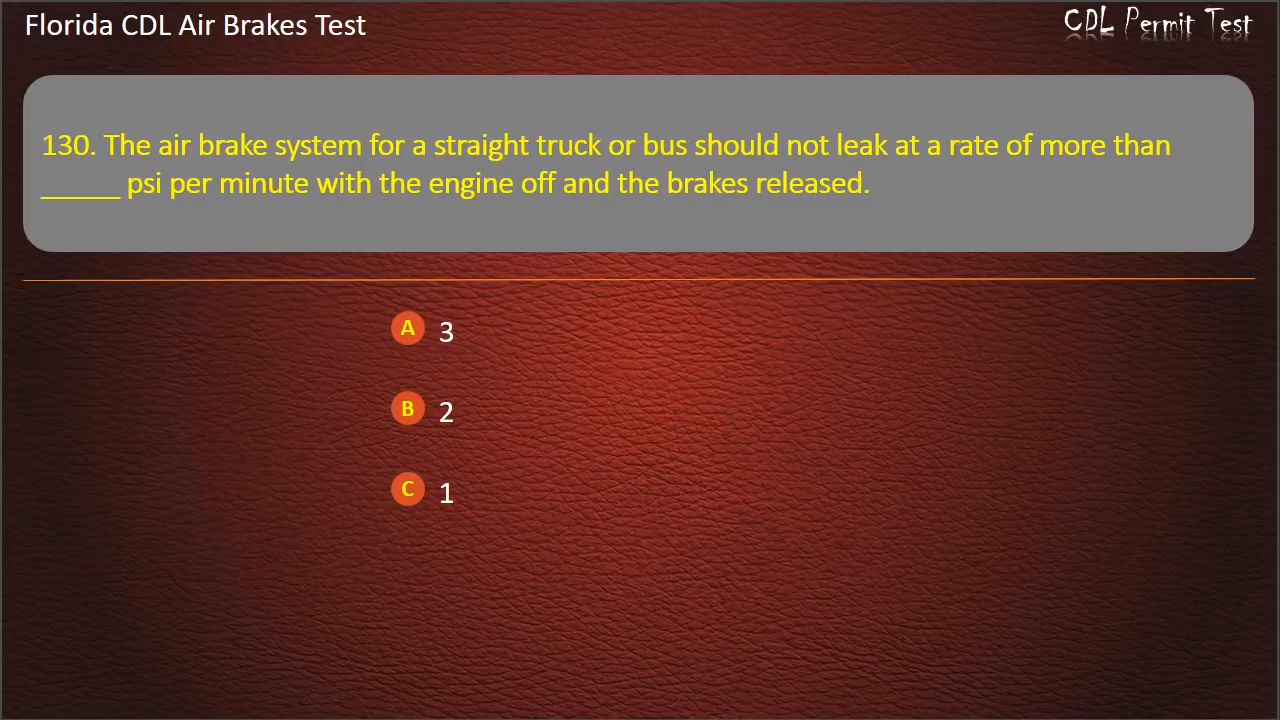 Florida CDL Air Brakes Test
CDL Permit Test
130. The air brake system for a straight truck or bus should not leak at a rate of more than
______ psi per minute with the engine off and the brakes released.
A 3
B 2
C 1